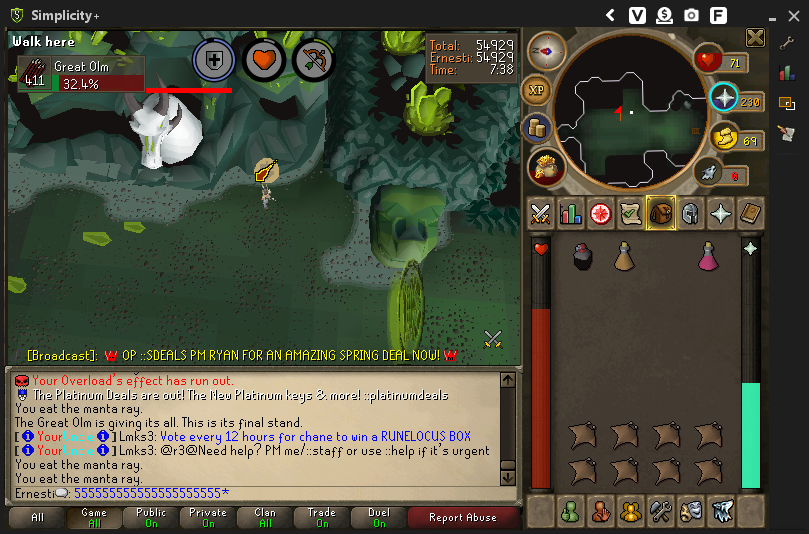 Simplicity+
Walk here
Great Olm
411
32.4%
Total: 54929
Ernesti: 54929
Time: 7:38
XP
71
230
69
0
[Broadcast]: OP ::SDEALS PM RYAN FOR AN AMAZING SPRING DEAL NOW!
Your Overload's effect has run out.
The Platinum Deals are out! The New Platinum keys & more! ::platinumdeals
You eat the manta ray.
The Great Olm is giving its all. This is its final stand.
[YourTube] Lmks3: Vote every 12 hours for chane to win a RUNELOCUS BOX
[YourTube] Lmks3: @r3@Need help? PM me/::staff or use ::help if it's urgent
You eat the manta ray.
You eat the manta ray.
Ernesti: 5555555555555555555555*
All
Game
All
Public
On
Private
On
Clan
All
Trade
On
Duel
On
Report Abuse